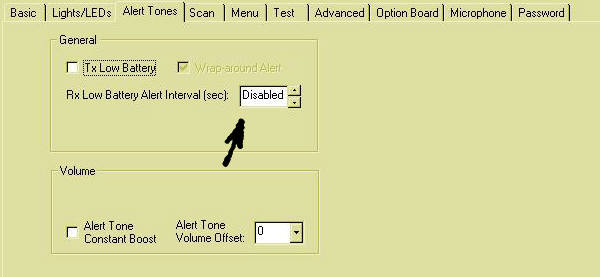 Basic Lights/LEDs Alert Tones Scan Menu Test Advanced Option Board Microphone Password
General
Tx Low Battery Wrap-around Alert
Rx Low Battery Alert Interval (sec): Disabled
Volume
Alert Tone Constant Boost
Alert Tone Volume Offset: 0